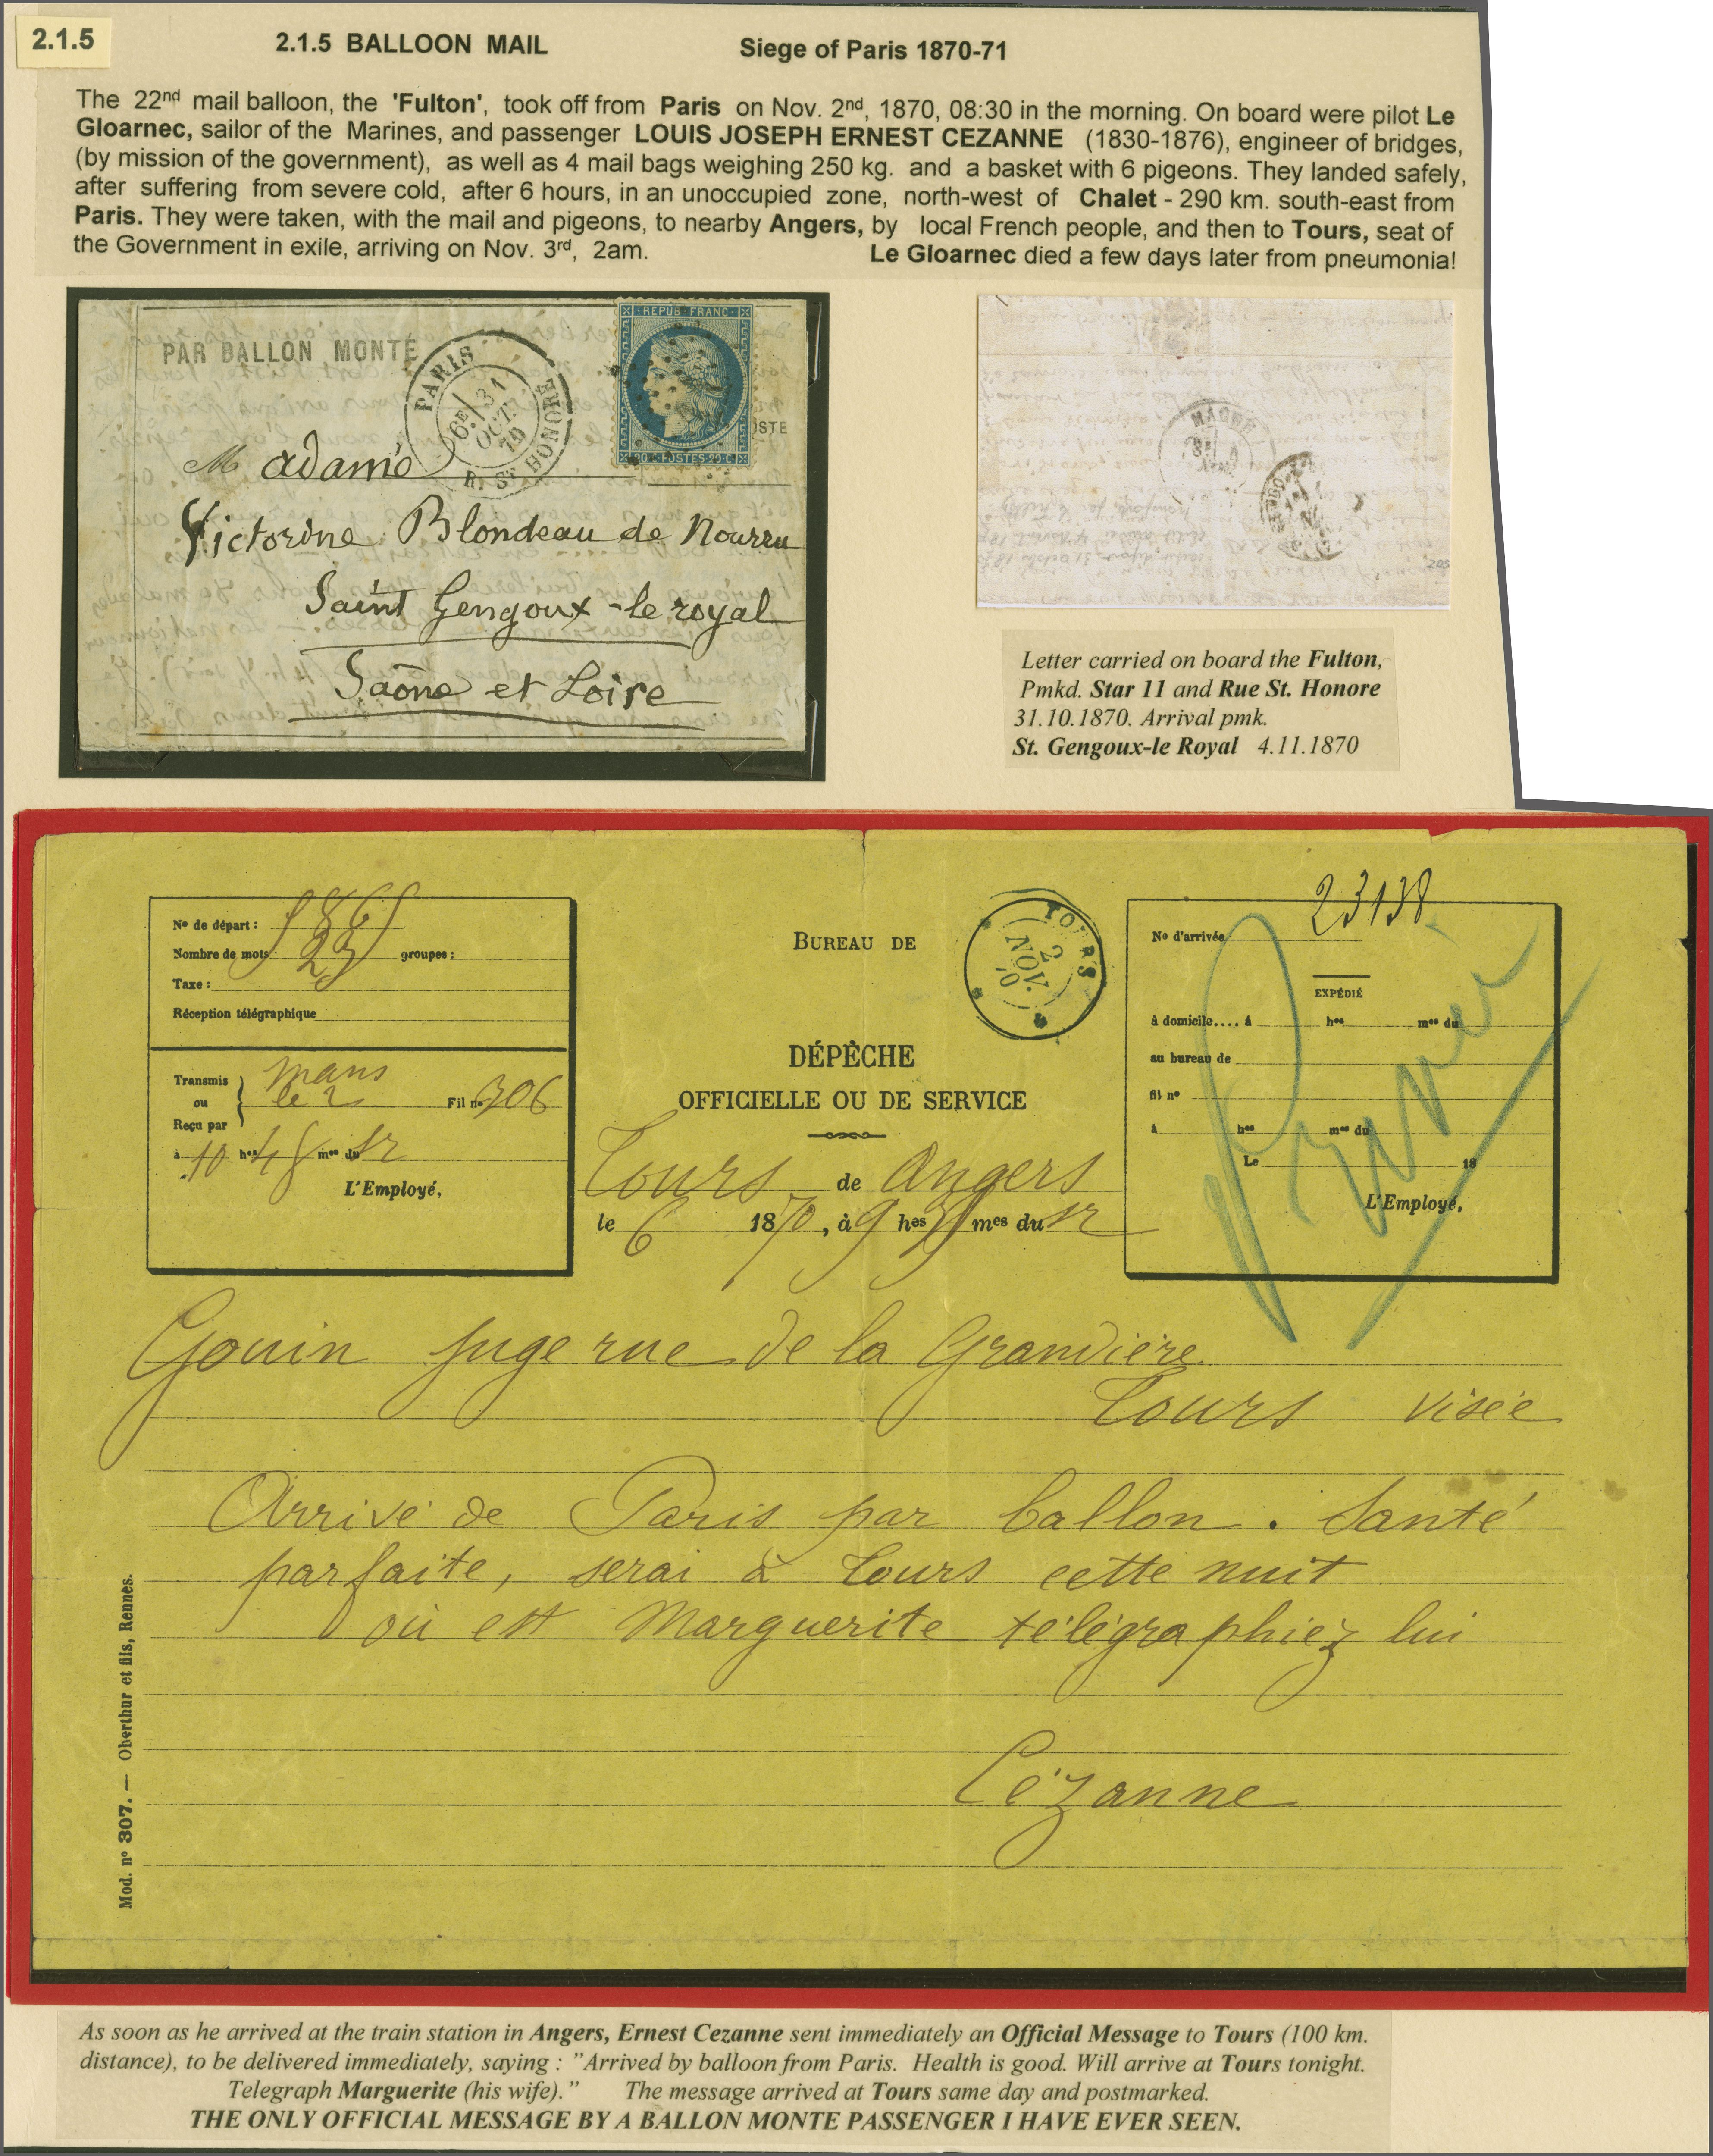 2.1.5
2.1.5 BALLOON MAIL
Siege of Paris 1870-71
The 22nd mail balloon, the 'Fulton', took off from Paris on Nov. 2nd, 1870, 08:30 in the morning. On board were pilot Le
Gloarnec, sailor of the Marines, and passenger LOUIS JOSEPH ERNEST CEZANNE (1830-1876), engineer of bridges,
(by mission of the government), as well as 4 mail bags weighing 250 kg. and a basket with 6 pigeons. They landed safely,
after suffering from severe cold, after 6 hours, in an unoccupied zone, north-west of Chalet - 290 km. south-east from
Paris. They were taken, with the mail and pigeons, to nearby Angers, by local French people, and then to Tours, seat of
the Government in exile, arriving on Nov. 3rd, 2am.
Le Gloarnec died a few days later from pneumonia!
PAR BALLON MONTÉ
PARIS
6E 31
OCT.
70
R. ST HONORÉ
REPUB FRANC
20 C POSTES 20 C
M adame
Victorine Blondeau de Nourru
Saint Gengoux-le royal
Saône et Loire
Letter carried on board the Fulton,
Pmkd. Star 11 and Rue St. Honore
31.10.1870. Arrival pmk.
St. Gengoux-le Royal 4.11.1870
No de départ :
Nombre de mots 23 groupes :
Taxe :
Réception télégraphique
Transmis
ou
Reçu par
Mans
le 2
Fil no 306
à 10 hes 45 mes du Sr
L'Employé,
BUREAU DE
TOURS
2
NOV.
70
DÉPÊCHE
OFFICIELLE OU DE SERVICE
Tours de Angers
le 6 1870, à 9 hes mes du Sr
23138
No d'arrivée
EXPÉDIÉ
à domicile.... à hes mes du
au bureau de
fil no
à hes mes du
Le 18
L'Employé,
Privée
Gouin juge rue de la Grandière
Tours visée
Arrivé de Paris par ballon. Santé
parfaite, serai à Tours cette nuit
où est Marguerite télégraphiez lui
Cézanne
Mod. no 307. — Oberthur et fils, Rennes.
As soon as he arrived at the train station in Angers, Ernest Cezanne sent immediately an Official Message to Tours (100 km.
distance), to be delivered immediately, saying : "Arrived by balloon from Paris. Health is good. Will arrive at Tours tonight.
Telegraph Marguerite (his wife)." The message arrived at Tours same day and postmarked.
THE ONLY OFFICIAL MESSAGE BY A BALLON MONTE PASSENGER I HAVE EVER SEEN.